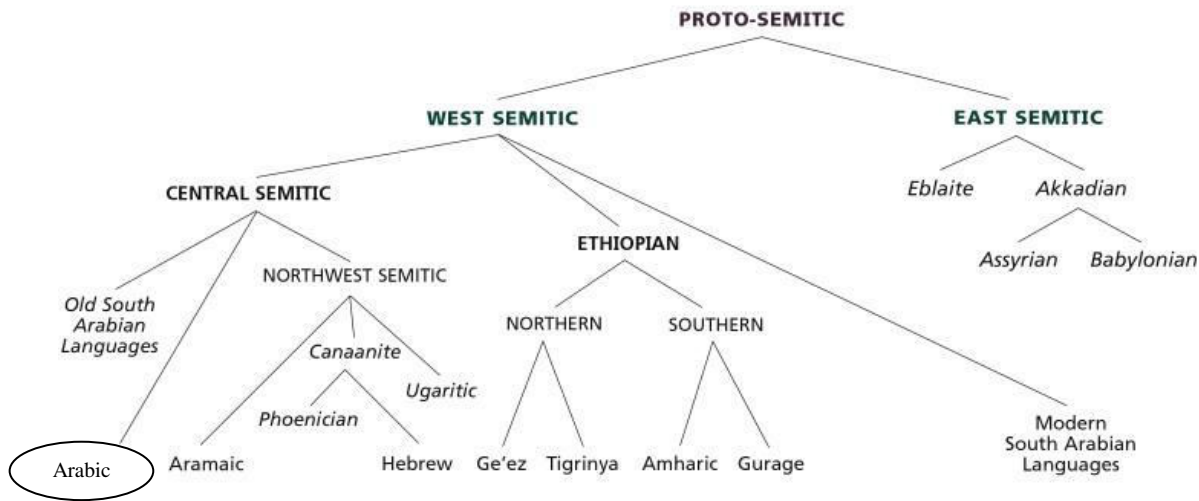 PROTO-SEMITIC
WEST SEMITIC
EAST SEMITIC
CENTRAL SEMITIC
Eblaite
Akkadian
ETHIOPIAN
Assyrian
Babylonian
NORTHWEST SEMITIC
Old South
Arabian
Languages
NORTHERN
SOUTHERN
Canaanite
Ugaritic
Phoenician
Modern
South Arabian
Languages
Arabic
Aramaic
Hebrew
Ge'ez
Tigrinya
Amharic
Gurage